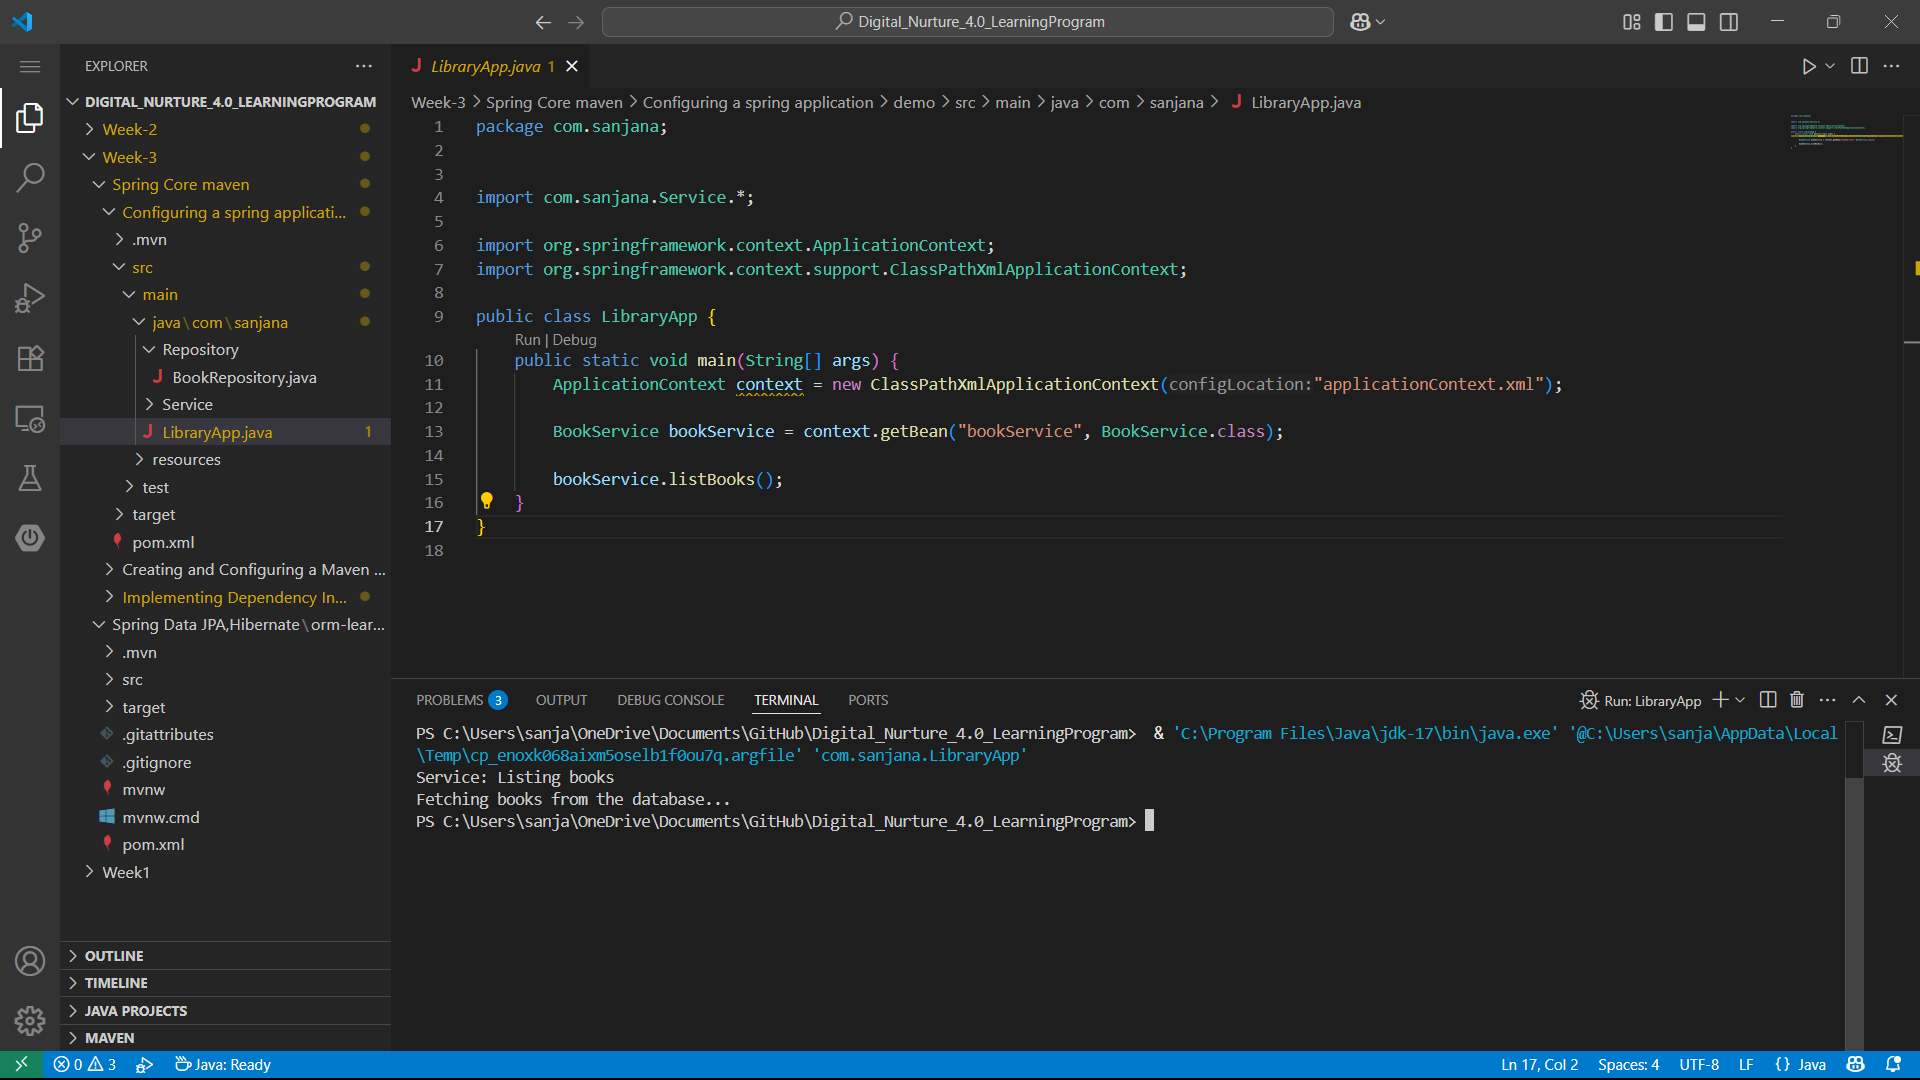 Digital_Nurture_4.0_LearningProgram
EXPLORER
DIGITAL_NURTURE_4.0_LEARNINGPROGRAM
Week-2
Week-3
Spring Core maven
Configuring a spring applicati...
.mvn
src
main
java\com\sanjana
Repository
BookRepository.java
Service
LibraryApp.java 1
resources
test
target
pom.xml
Creating and Configuring a Maven ...
Implementing Dependency In...
Spring Data JPA,Hibernate\orm-lear...
.mvn
src
target
.gitattributes
.gitignore
mvnw
mvnw.cmd
pom.xml
Week1
OUTLINE
TIMELINE
JAVA PROJECTS
MAVEN
LibraryApp.java 1
Week-3 > Spring Core maven > Configuring a spring application > demo > src > main > java > com > sanjana > LibraryApp.java
1 package com.sanjana;
2
3
4 import com.sanjana.Service.*;
5
6 import org.springframework.context.ApplicationContext;
7 import org.springframework.context.support.ClassPathXmlApplicationContext;
8
9 public class LibraryApp {
Run | Debug
10 public static void main(String[] args) {
11 ApplicationContext context = new ClassPathXmlApplicationContext(configLocation:"applicationContext.xml");
12
13 BookService bookService = context.getBean("bookService", BookService.class);
14
15 bookService.listBooks();
16 }
17 }
18
PROBLEMS 3 OUTPUT DEBUG CONSOLE TERMINAL PORTS
Run: LibraryApp
PS C:\Users\sanja\OneDrive\Documents\GitHub\Digital_Nurture_4.0_LearningProgram> & 'C:\Program Files\Java\jdk-17\bin\java.exe' '@C:\Users\sanja\AppData\Local
\Temp\cp_enoxk068aixm5oselb1f0ou7q.argfile' 'com.sanjana.LibraryApp'
Service: Listing books
Fetching books from the database...
PS C:\Users\sanja\OneDrive\Documents\GitHub\Digital_Nurture_4.0_LearningProgram>
0 3 Java: Ready
Ln 17, Col 2 Spaces: 4 UTF-8 LF {} Java